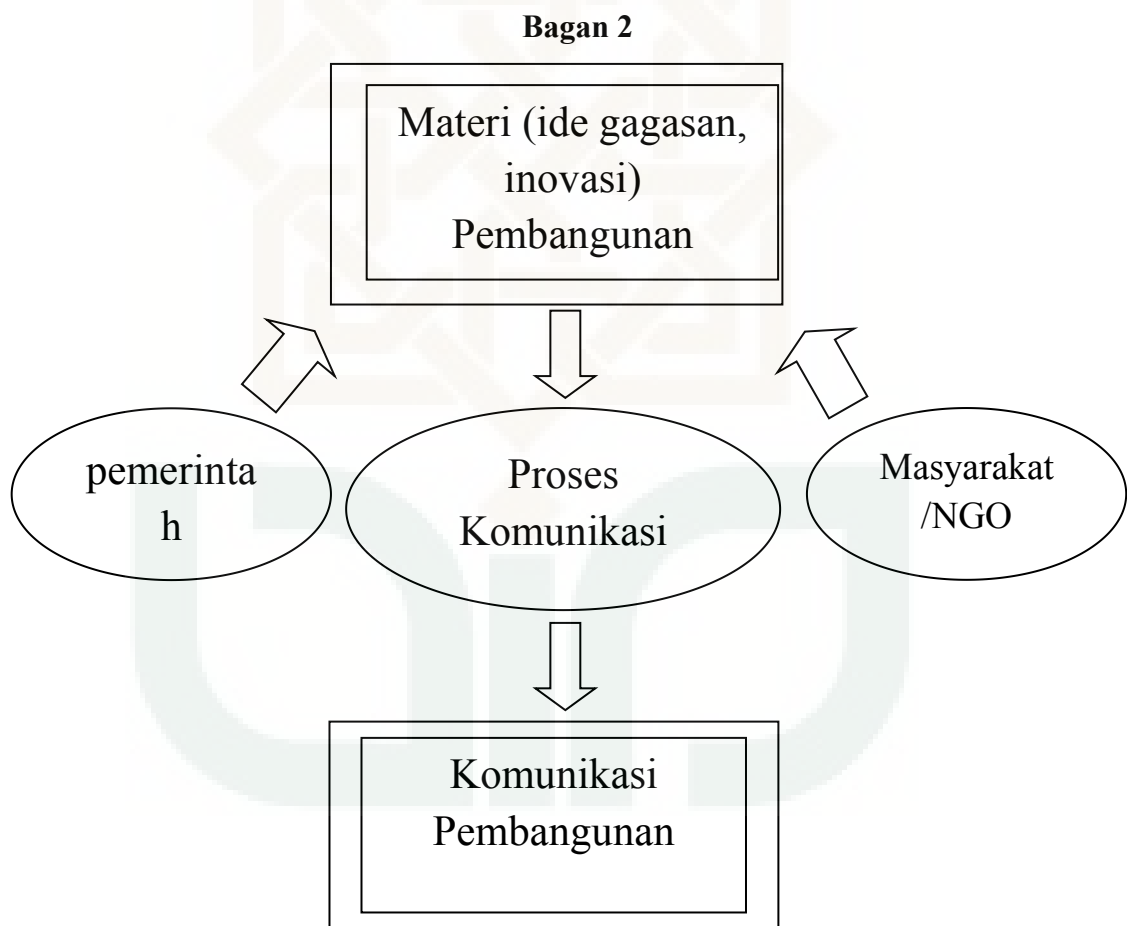 Bagan 2
Materi (ide gagasan,
inovasi)
Pembangunan
pemerinta
h
Proses
Komunikasi
Masyarakat
/NGO
Komunikasi
Pembangunan